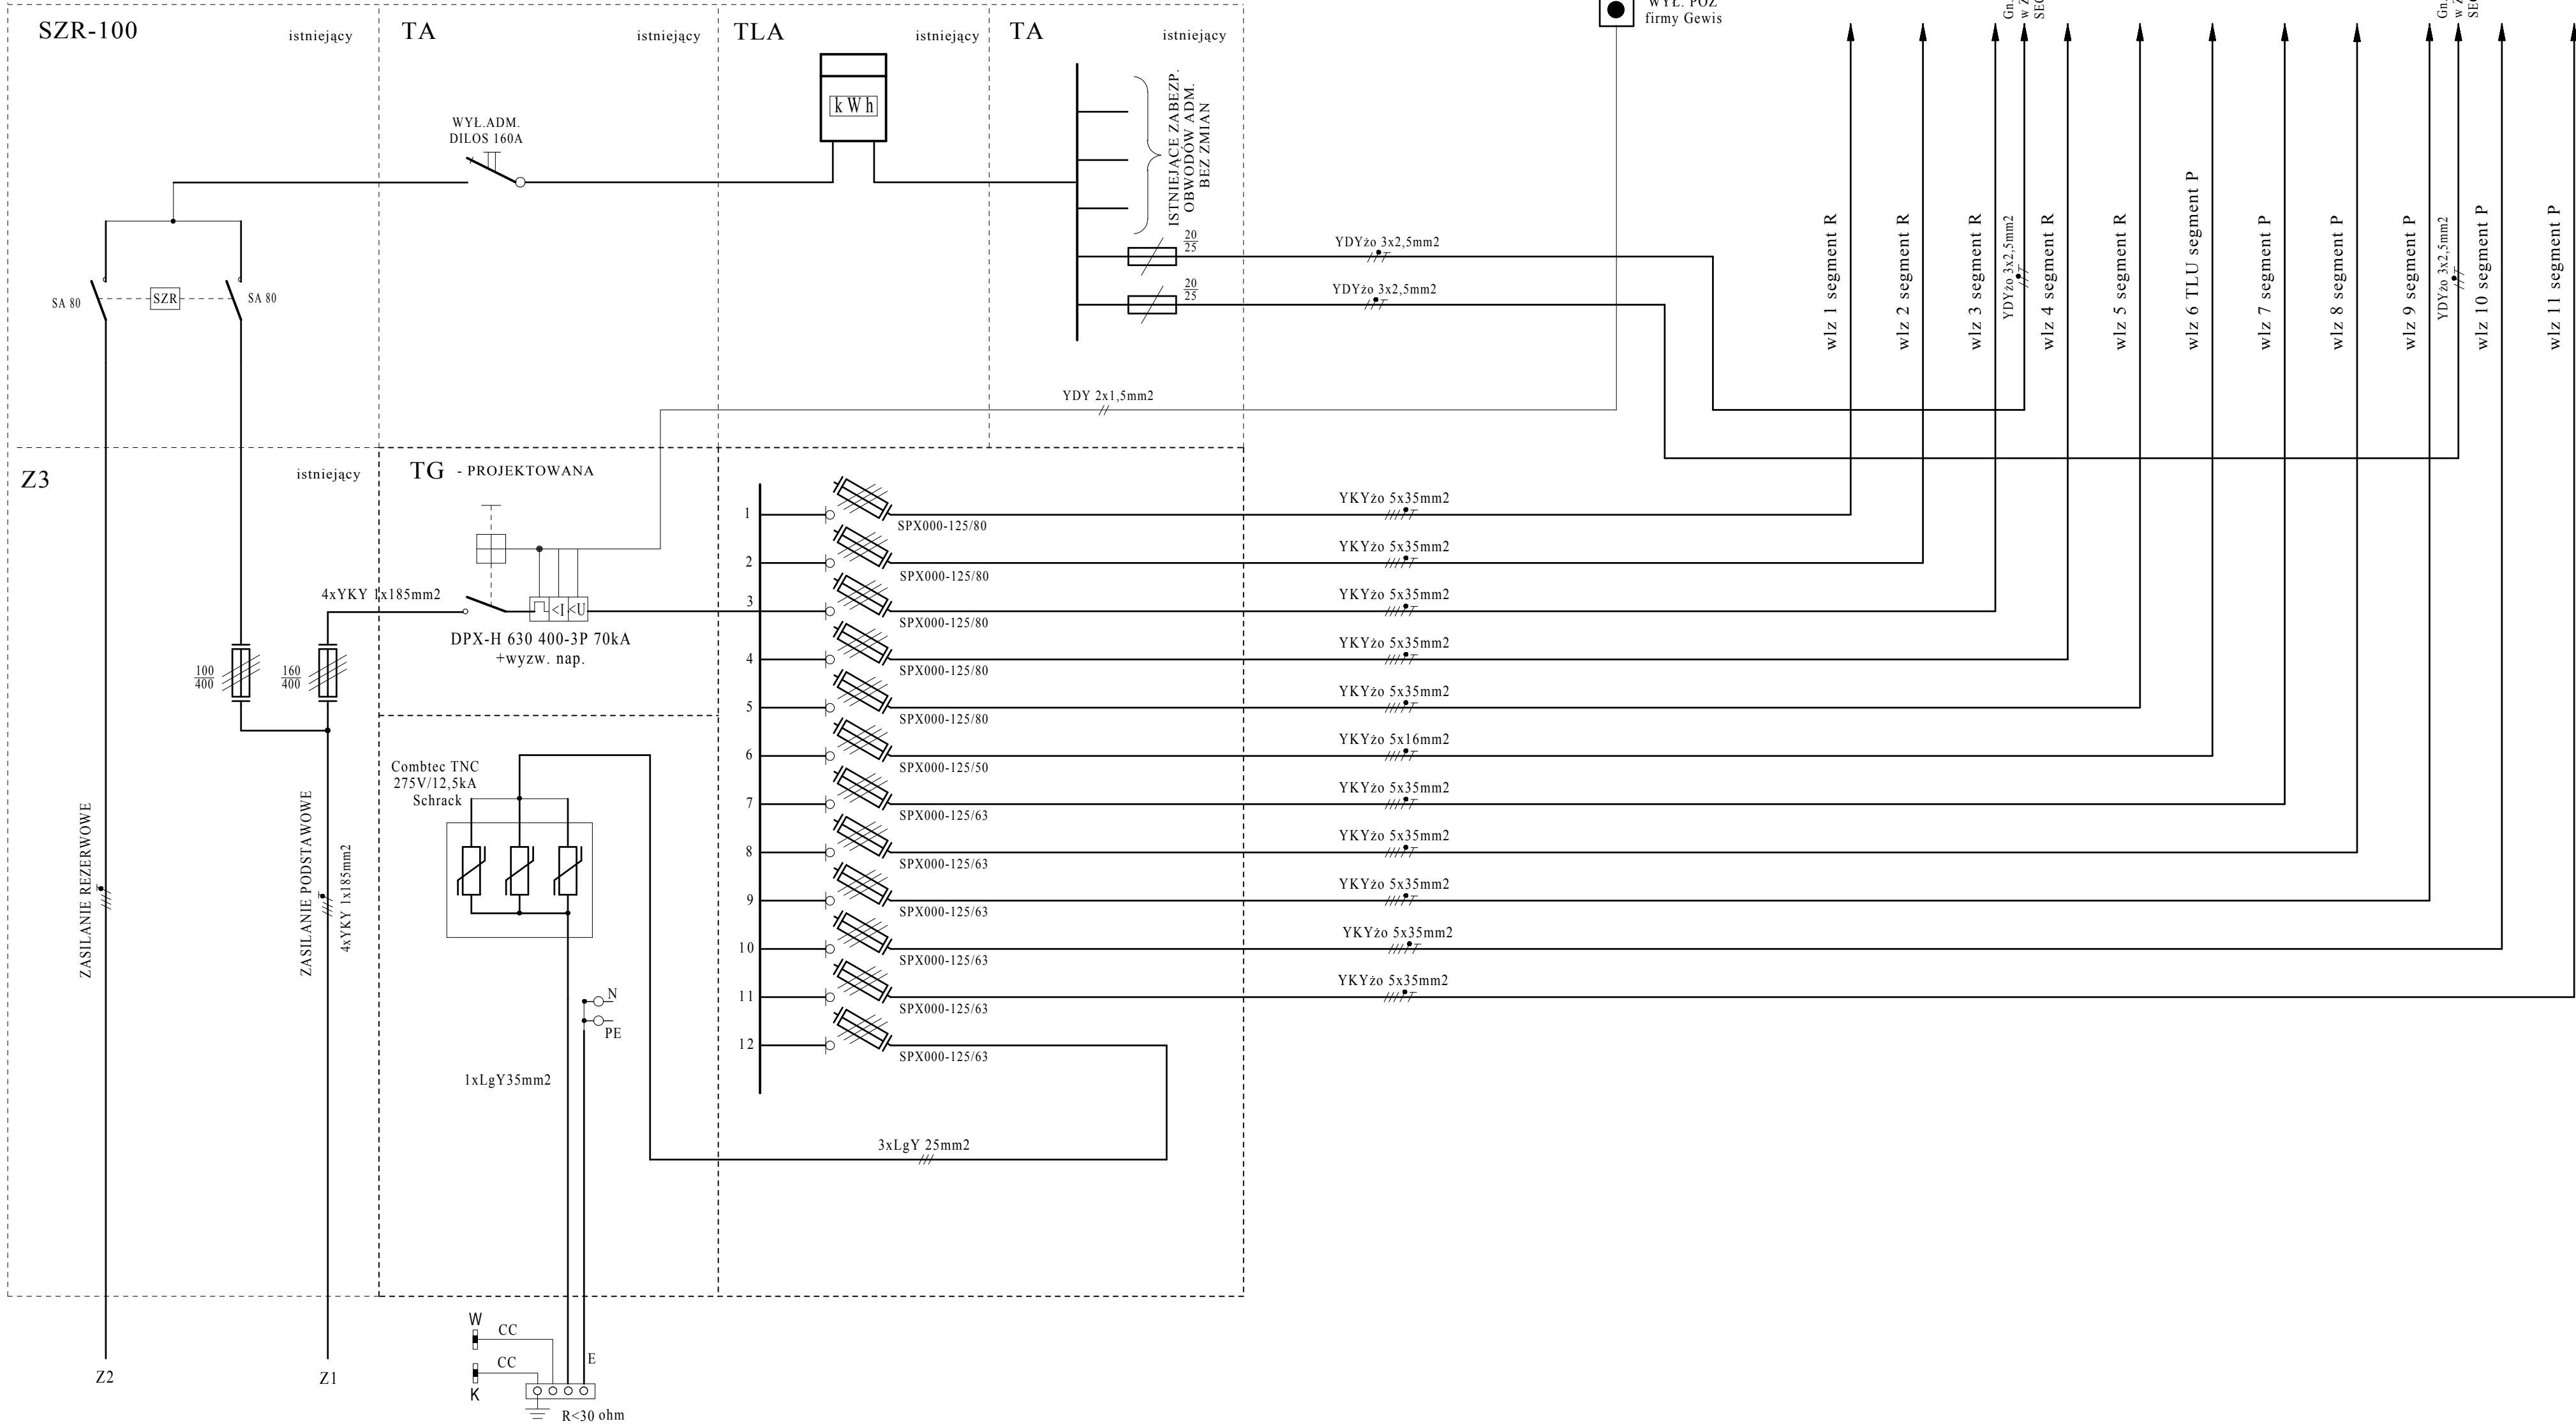 SZR-100
istniejący
TA
istniejący
TLA
istniejący
TA
istniejący
WYŁ. POŻ
firmy Gewis
kWh
WYŁ.ADM.
DILOS 160A
ISTNIEJĄCE ZABEZP.
OBWODÓW ADM.
BEZ ZMIAN
SA 80
SZR
SA 80
20
25
YDYżo 3x2,5mm2
20
25
YDYżo 3x2,5mm2
YDY 2x1,5mm2
wlz 1 segment R
wlz 2 segment R
wlz 3 segment R
YDYżo 3x2,5mm2
wlz 4 segment R
wlz 5 segment R
wlz 6 TLU segment P
wlz 7 segment P
wlz 8 segment P
wlz 9 segment P
YDYżo 3x2,5mm2
wlz 10 segment P
wlz 11 segment P
Z3
istniejący
TG - PROJEKTOWANA
4xYKY 1x185mm2
<I <U
DPX-H 630 400-3P 70kA
+wyzw. nap.
100
400
160
400
1
SPX000-125/80
YKYżo 5x35mm2
2
SPX000-125/80
YKYżo 5x35mm2
3
SPX000-125/80
YKYżo 5x35mm2
4
SPX000-125/80
YKYżo 5x35mm2
5
SPX000-125/80
YKYżo 5x35mm2
6
SPX000-125/50
YKYżo 5x16mm2
7
SPX000-125/63
YKYżo 5x35mm2
8
SPX000-125/63
YKYżo 5x35mm2
9
SPX000-125/63
YKYżo 5x35mm2
10
SPX000-125/63
YKYżo 5x35mm2
11
SPX000-125/63
YKYżo 5x35mm2
12
SPX000-125/63
Combtec TNC
275V/12,5kA
Schrack
ZASILANIE REZERWOWE
ZASILANIE PODSTAWOWE
4xYKY 1x185mm2
N
PE
1xLgY35mm2
3xLgY 25mm2
W
CC
CC
K
E
Z2
Z1
R<30 ohm